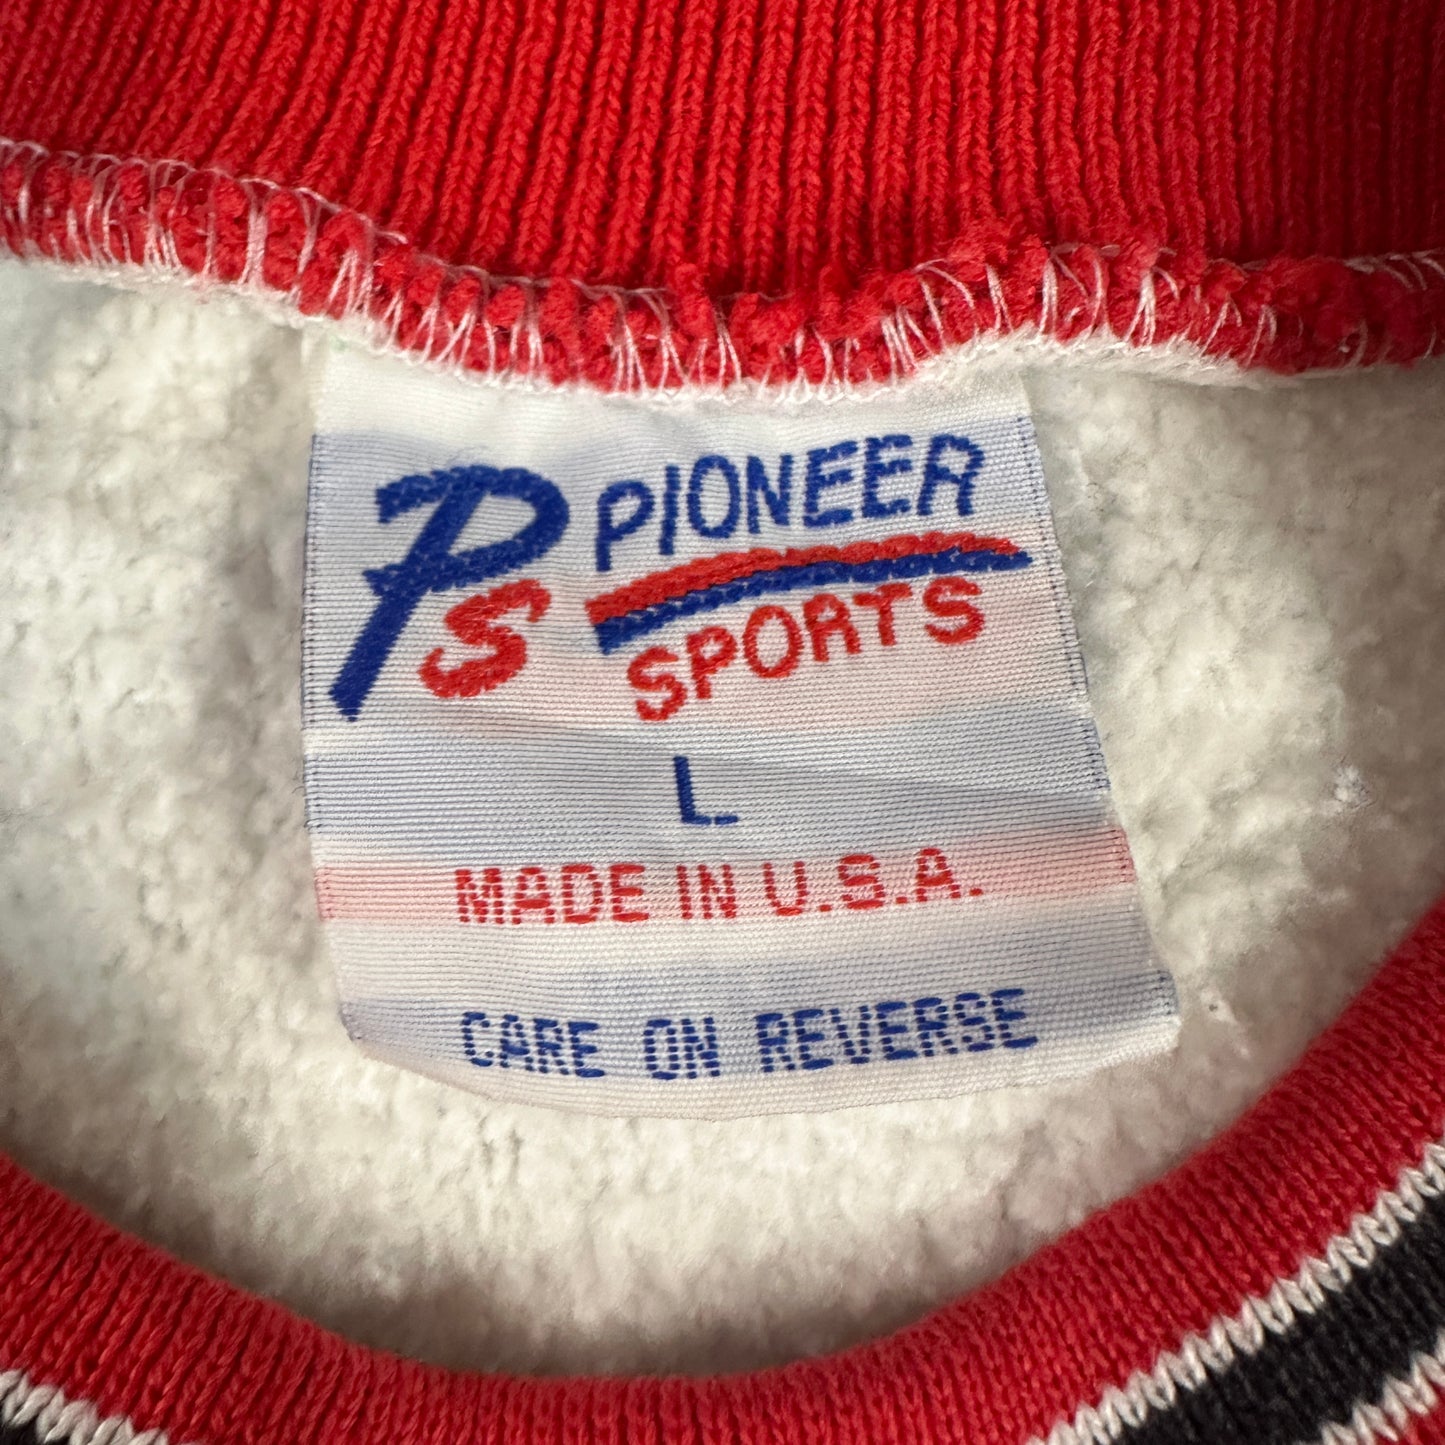 PS PIONEER
SPORTS
L
MADE IN U.S.A.
CARE ON REVERSE